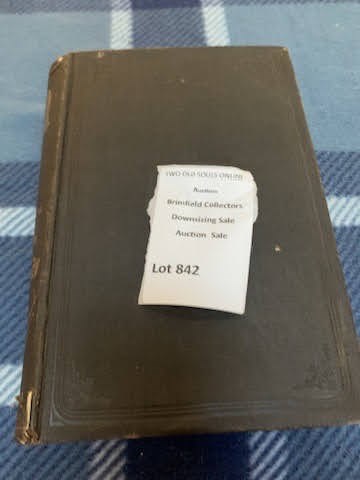 TWO OLD SOULS ONLINE
Auction
Brimfield Collectors
Downsizing Sale
Auction Sale
Lot 842